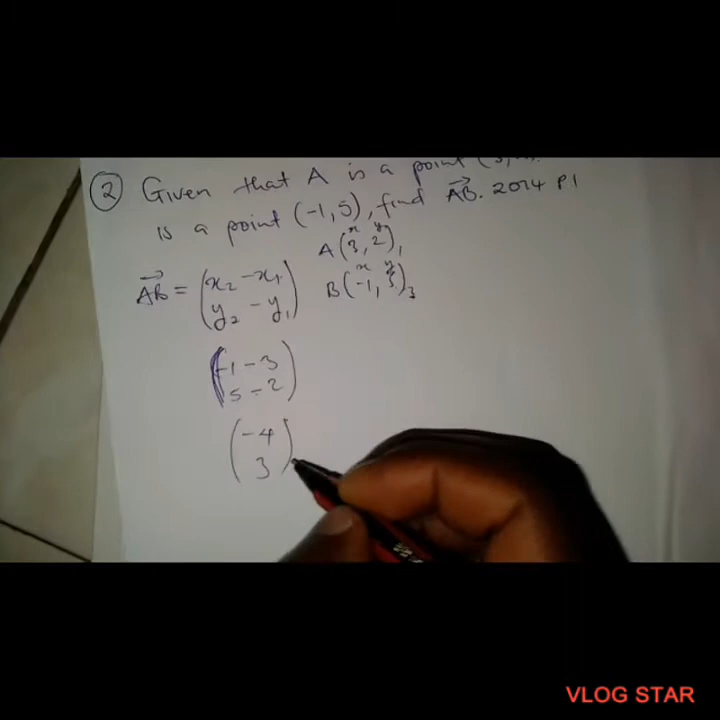 ② Given that A is a point
is a point (-1,5), find AB. 2014 P1
A(3, 2),
x y
AB = (x₂ - x₁
y₂ - y₁)
x y
B(-1, 5)
(-1 - 3
5 - 2)
(-4
3)
VLOG STAR